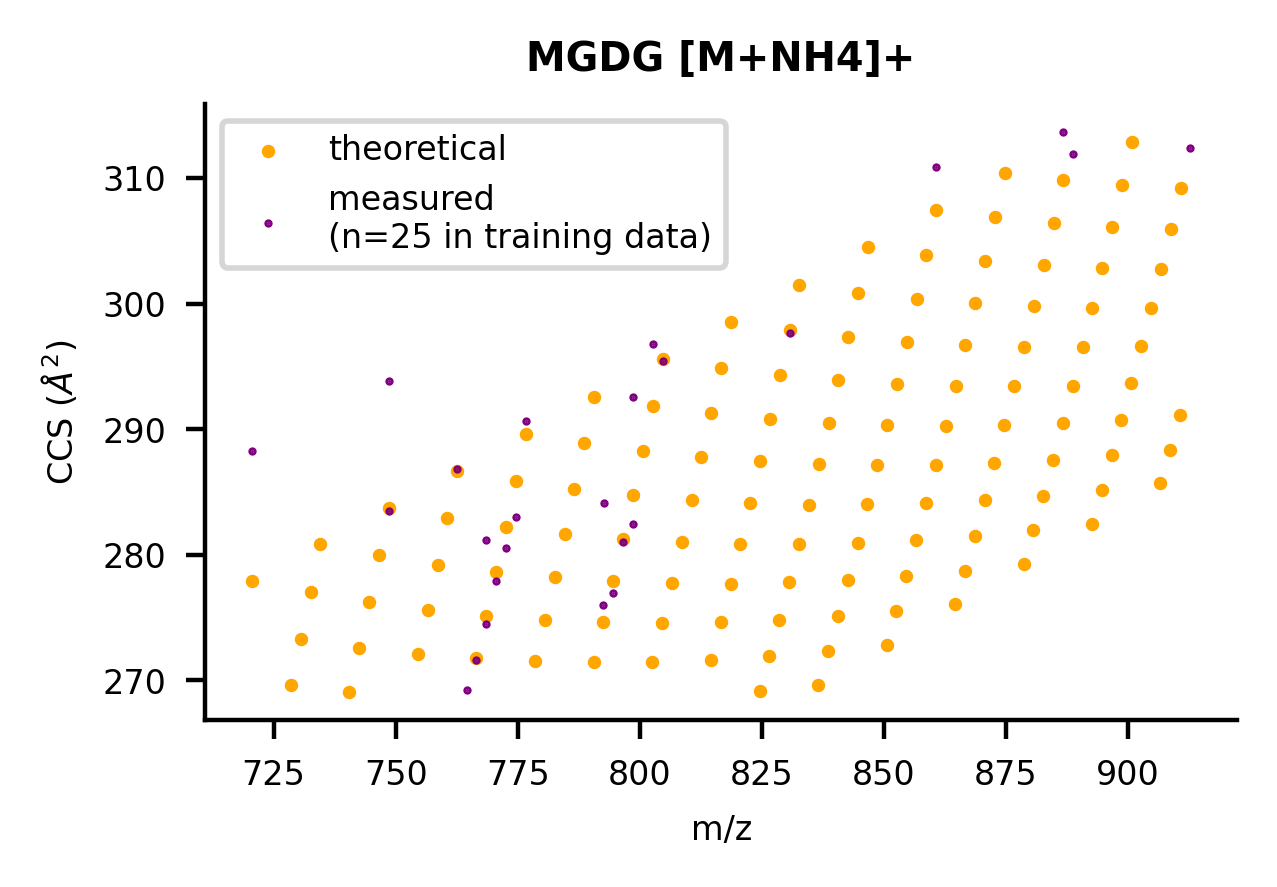 MGDG [M+NH4]+
theoretical
measured
(n=25 in training data)
310
300
290
280
270
CCS (Å²)
725 750 775 800 825 850 875 900
m/z